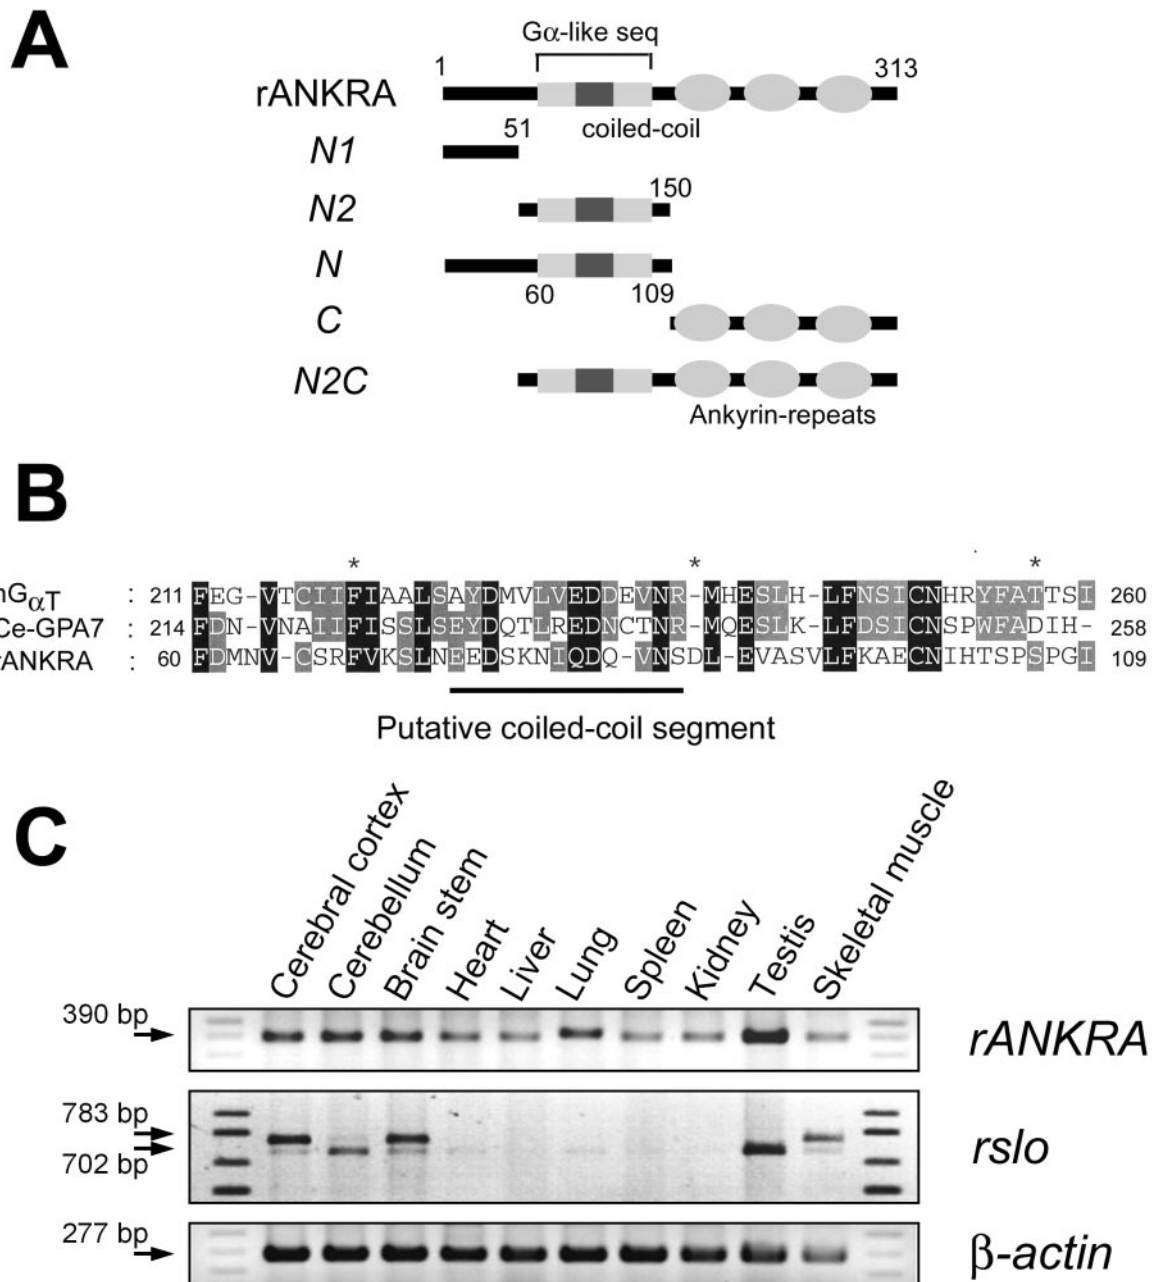 A
Gα-like seq
1
313
rANKRA
coiled-coil
51
N1
150
N2
N
60
109
C
N2C
Ankyrin-repeats
B
* * *
nGαT : 211 FEG-VTCIIFIAALSAYDMVLVEDDEVNR-MHESLH-LFNSICNHRYFATTSI 260
Ce-GPA7 : 214 FDN-VNAIIFISSLSEYDQTLREDNCTNR-MQESLK-LFDSICNSPWFADIH- 258
rANKRA : 60 FDMNV-CSRFVKSLNEEDSKNIQDQ-VNSDL-EVASVLFKAECNIHTSPSPGI 109
Putative coiled-coil segment
C
Cerebral cortex
Cerebellum
Brain stem
Heart
Liver
Lung
Spleen
Kidney
Testis
Skeletal muscle
390 bp
rANKRA
783 bp
702 bp
rslo
277 bp
β-actin